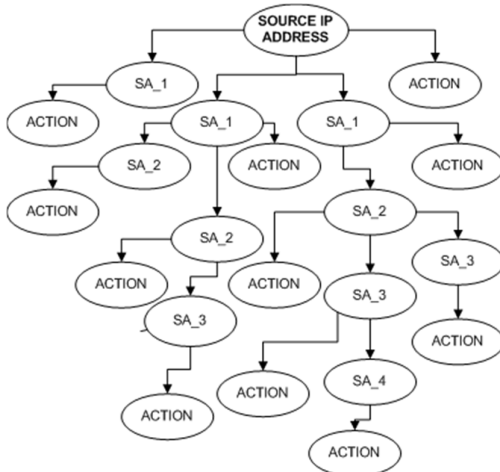 SOURCE IP
ADDRESS
SA_1
ACTION
ACTION
SA_1
SA_1
SA_2
ACTION
ACTION
ACTION
SA_2
SA_2
SA_3
ACTION
ACTION
SA_3
SA_3
ACTION
ACTION
SA_4
ACTION
ACTION